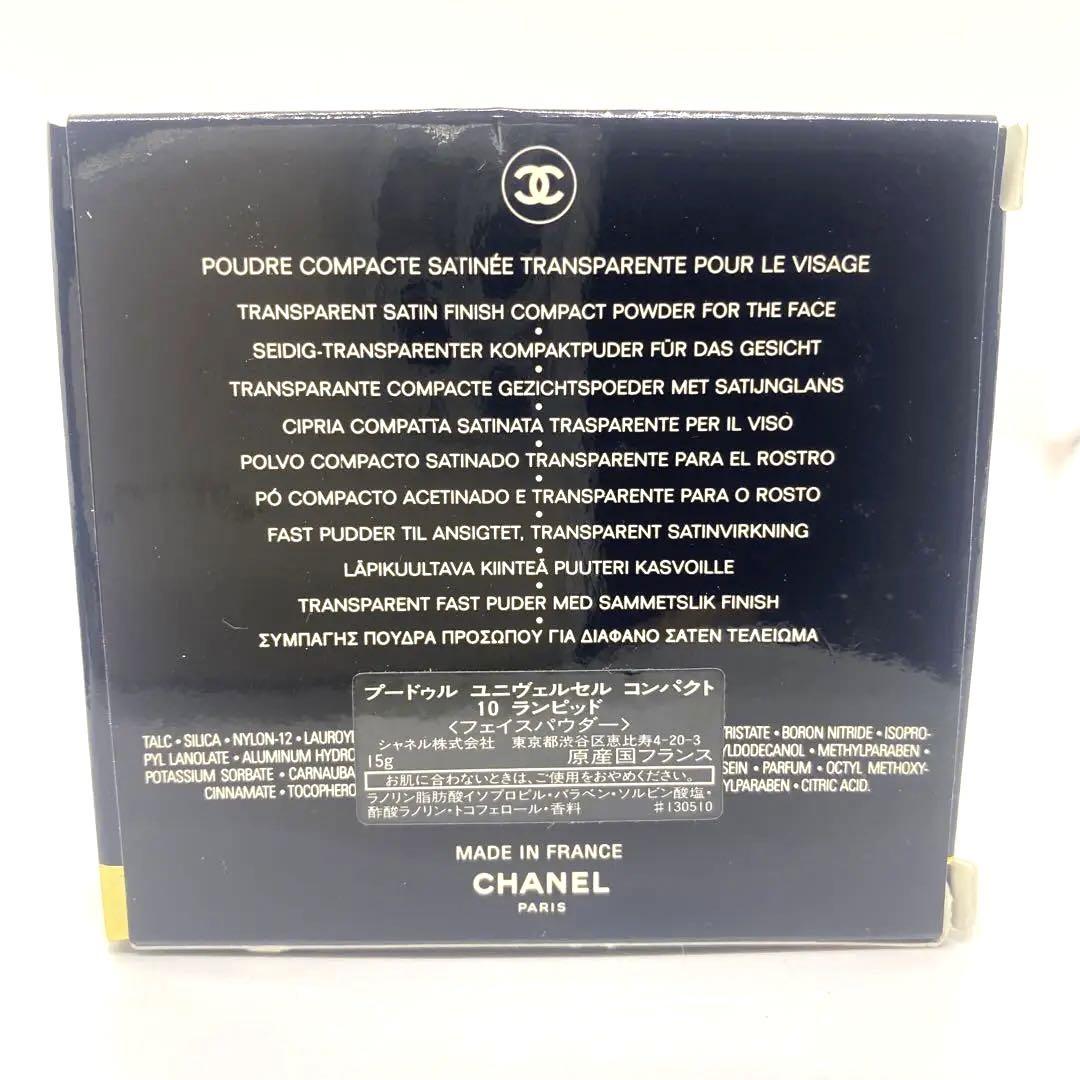 POUDRE COMPACTE SATINÉE TRANSPARENTE POUR LE VISAGE
TRANSPARENT SATIN FINISH COMPACT POWDER FOR THE FACE
SEIDIG-TRANSPARENTER KOMPAKTPUDER FÜR DAS GESICHT
TRANSPARANTE COMPACTE GEZICHTSPOEDER MET SATIJNGLANS
CIPRIA COMPATTA SATINATA TRASPARENTE PER IL VISO
POLVO COMPACTO SATINADO TRANSPARENTE PARA EL ROSTRO
PÓ COMPACTO ACETINADO E TRANSPARENTE PARA O ROSTO
FAST PUDDER TIL ANSIGTET, TRANSPARENT SATINVIRKNING
LÄPIKUULTAVA KIINTEÄ PUUTERI KASVOILLE
TRANSPARENT FAST PUDER MED SAMMETSLIK FINISH
ΣΥΜΠΑΓΗΣ ΠΟΥΔΡΑ ΠΡΟΣΩΠΟΥ ΓΙΑ ΔΙΑΦΑΝΟ ΣΑΤΕΝ ΤΕΛΕΙΩΜΑ
プードゥル ユニヴェルセル コンパクト
10 ランピッド
<フェイスパウダー>
シャネル株式会社 東京都渋谷区恵比寿4-20-3
15g 原産国フランス
お肌に合わないときは、ご使用をおやめください。
ラノリン脂肪酸イソプロピル・パラベン・ソルビン酸塩・
酢酸ラノリン・トコフェロール・香料 #130510
TALC • SILICA • NYLON-12 • LAUROYL RISTATE • BORON NITRIDE • ISOPRO-
PYL LANOLATE • ALUMINUM HYDRO YLDODECANOL • METHYLPARABEN •
POTASSIUM SORBATE • CARNAUBA SEIN • PARFUM • OCTYL METHOXY-
CINNAMATE • TOCOPHERO YLPARABEN • CITRIC ACID.
MADE IN FRANCE
CHANEL
PARIS